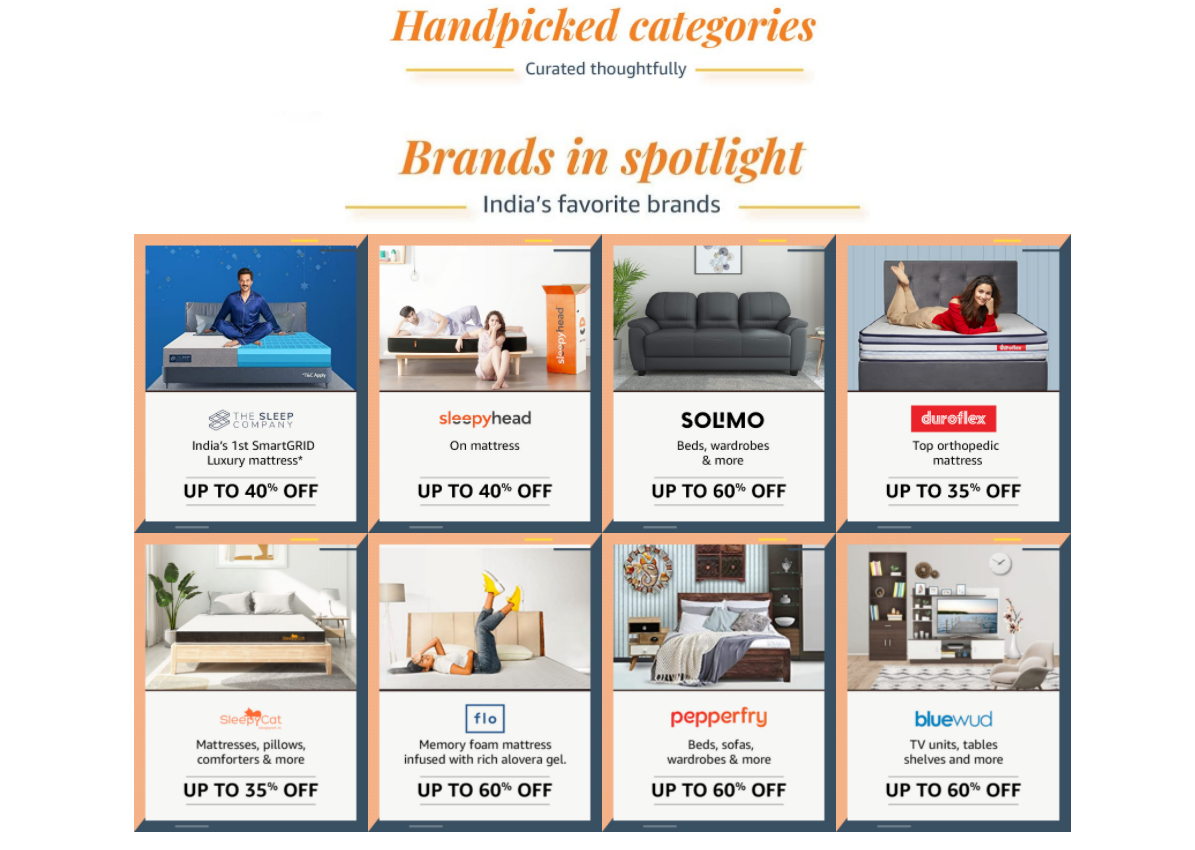 Handpicked categories
Curated thoughtfully
Brands in spotlight
India's favorite brands
*T&C Apply
sleepyhead
duroflex
THE SLEEP
COMPANY
India's 1st SmartGRID
Luxury mattress*
UP TO 40% OFF
sleepyhead
On mattress
UP TO 40% OFF
SOLIMO
Beds, wardrobes
& more
UP TO 60% OFF
duroflex
Top orthopedic
mattress
UP TO 35% OFF
SleepyCat
Mattresses, pillows,
comforters & more
UP TO 35% OFF
flo
Memory foam mattress
infused with rich alovera gel.
UP TO 60% OFF
pepperfry
Beds, sofas,
wardrobes & more
UP TO 60% OFF
bluewud
TV units, tables
shelves and more
UP TO 60% OFF